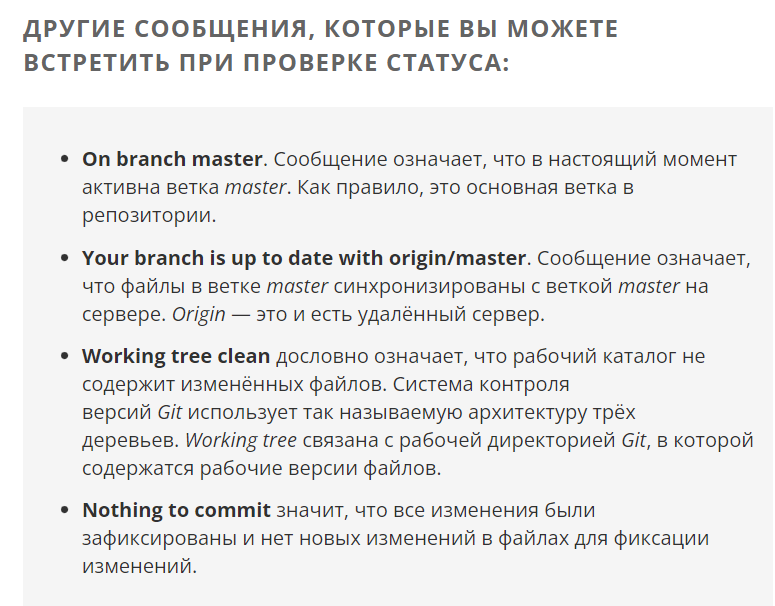 ДРУГИЕ СООБЩЕНИЯ, КОТОРЫЕ ВЫ МОЖЕТЕ
ВСТРЕТИТЬ ПРИ ПРОВЕРКЕ СТАТУСА:
• On branch master. Сообщение означает, что в настоящий момент
активна ветка master. Как правило, это основная ветка в
репозитории.
• Your branch is up to date with origin/master. Сообщение означает,
что файлы в ветке master синхронизированы с веткой master на
сервере. Origin — это и есть удалённый сервер.
• Working tree clean дословно означает, что рабочий каталог не
содержит изменённых файлов. Система контроля
версий Git использует так называемую архитектуру трёх
деревьев. Working tree связана с рабочей директорией Git, в которой
содержатся рабочие версии файлов.
• Nothing to commit значит, что все изменения были
зафиксированы и нет новых изменений в файлах для фиксации
изменений.